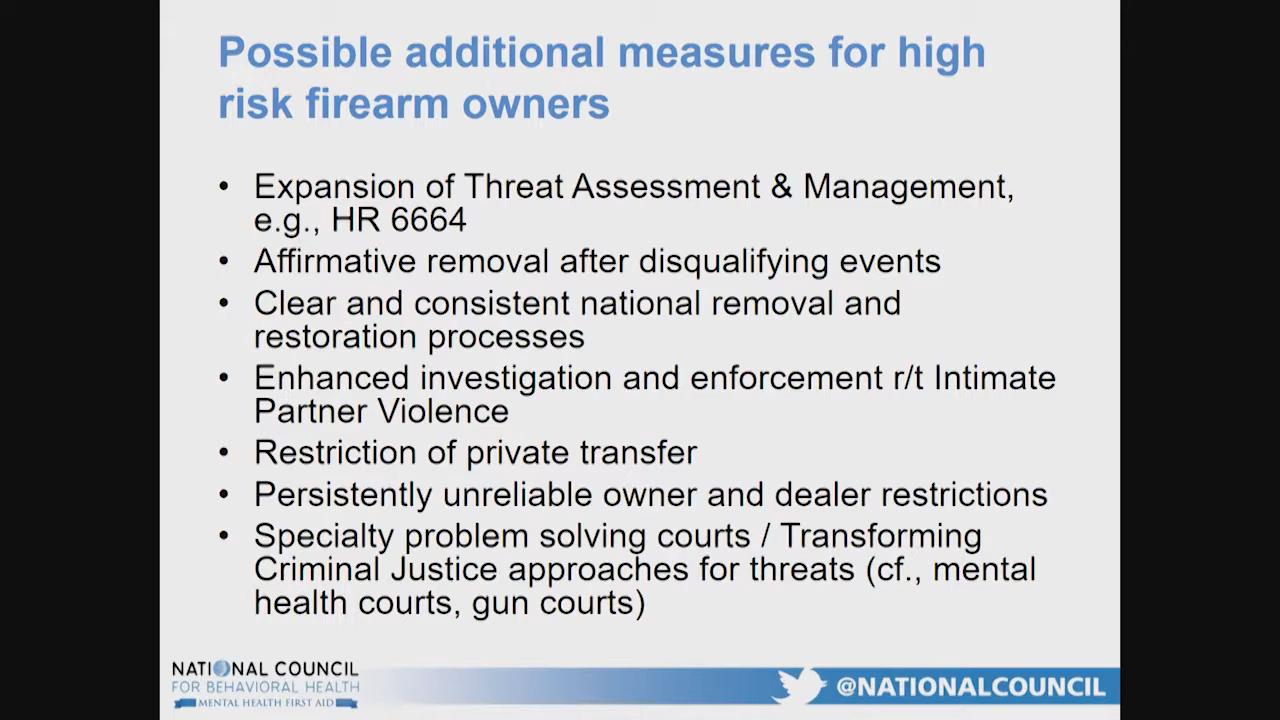 Possible additional measures for high
risk firearm owners
• Expansion of Threat Assessment & Management,
e.g., HR 6664
• Affirmative removal after disqualifying events
• Clear and consistent national removal and
restoration processes
• Enhanced investigation and enforcement r/t Intimate
Partner Violence
• Restriction of private transfer
• Persistently unreliable owner and dealer restrictions
• Specialty problem solving courts / Transforming
Criminal Justice approaches for threats (cf., mental
health courts, gun courts)
NATIONAL COUNCIL
FOR BEHAVIORAL HEALTH
MENTAL HEALTH FIRST AID
@NATIONALCOUNCIL